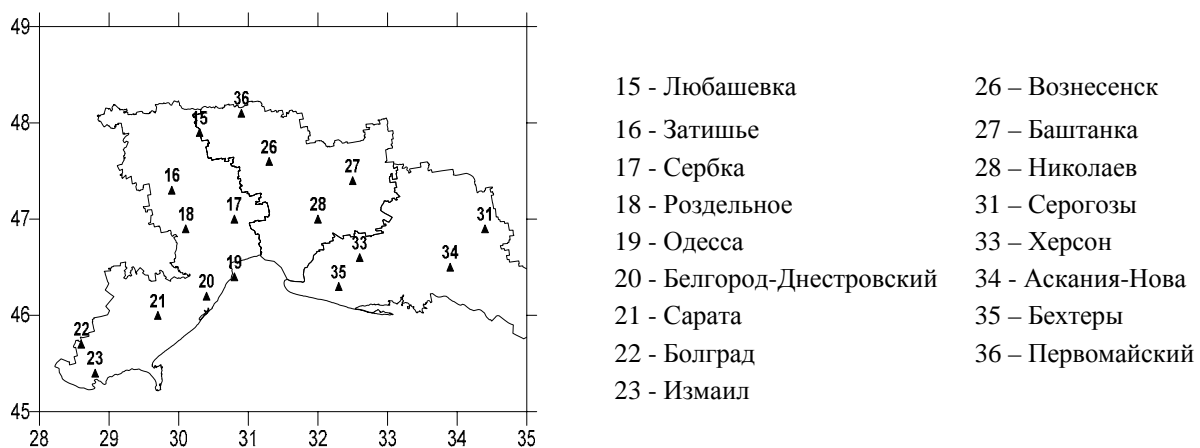 49
48
47
46
45
28 29 30 31 32 33 34 35
36
15
26
27
16
17
28
18
31
33
34
19
35
20
21
22
23
15 - Любашевка
16 - Затишье
17 - Сербка
18 - Роздельное
19 - Одесса
20 - Белгород-Днестровский
21 - Сарата
22 - Болград
23 - Измаил
26 – Вознесенск
27 – Баштанка
28 – Николаев
31 – Серогозы
33 – Херсон
34 - Аскания-Нова
35 – Бехтеры
36 – Первомайский